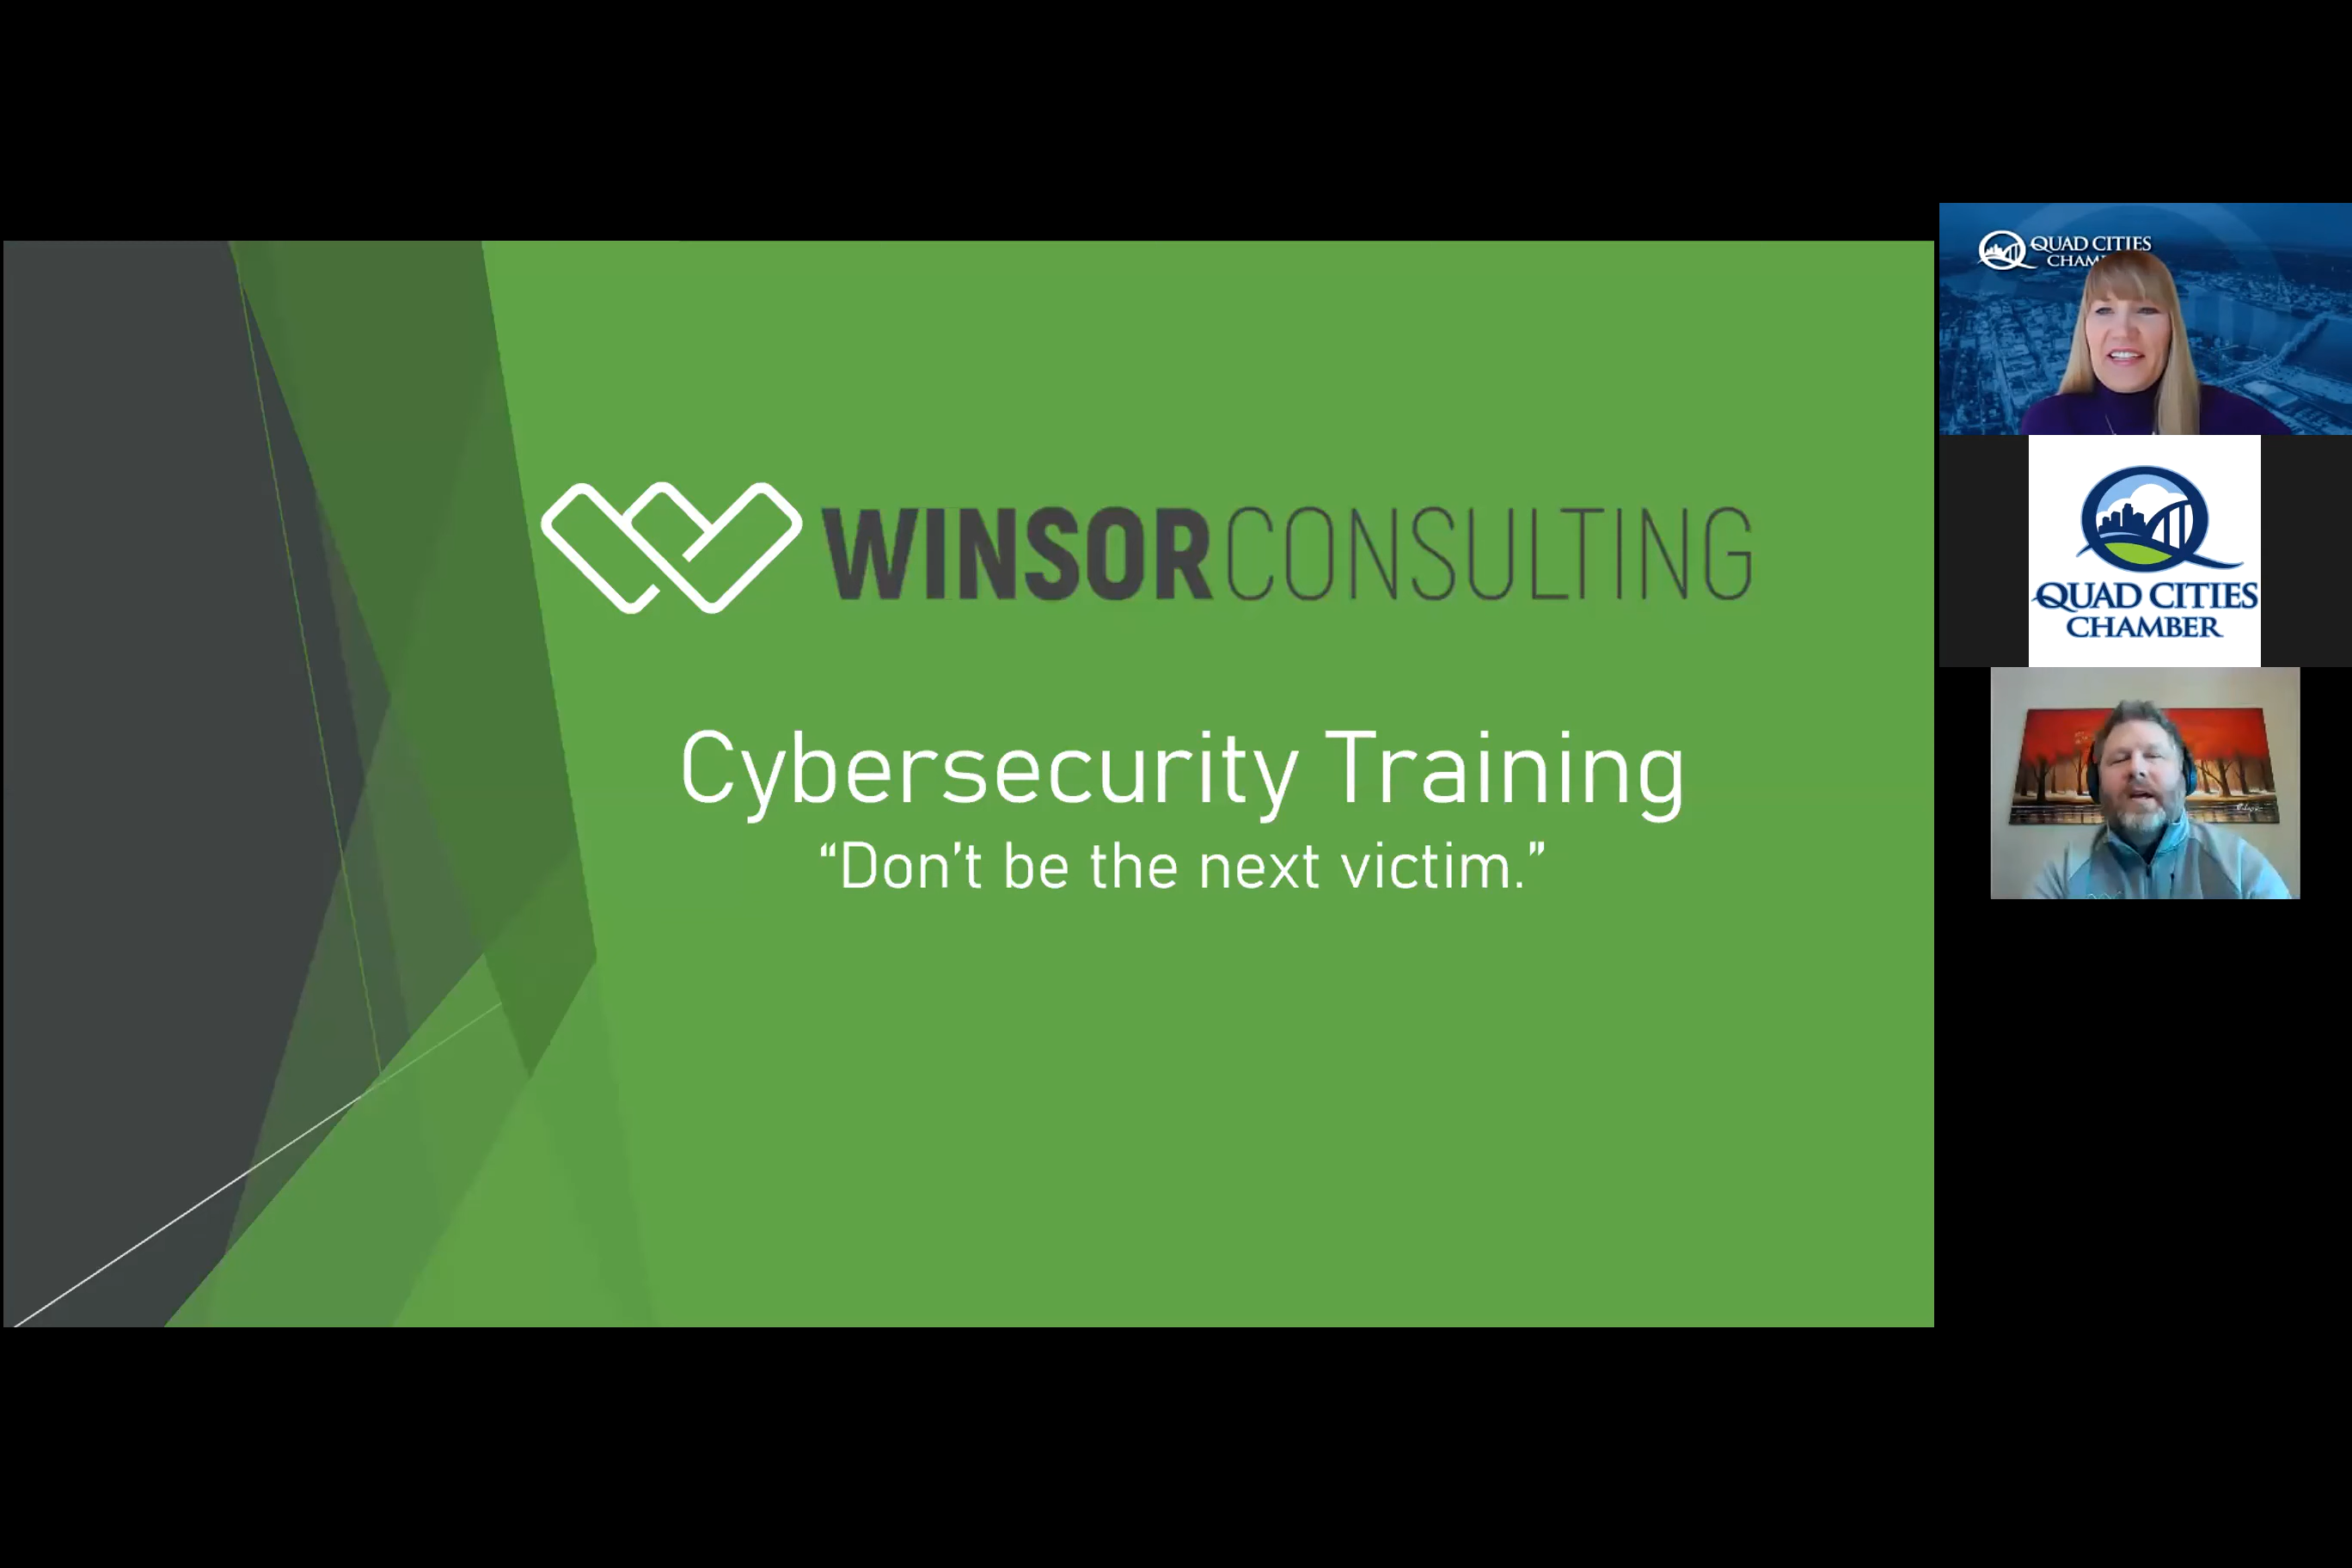 WINSORCONSULTING
Cybersecurity Training
“Don’t be the next victim.”
QUAD CITIES
QUAD CITIES
CHAMBER